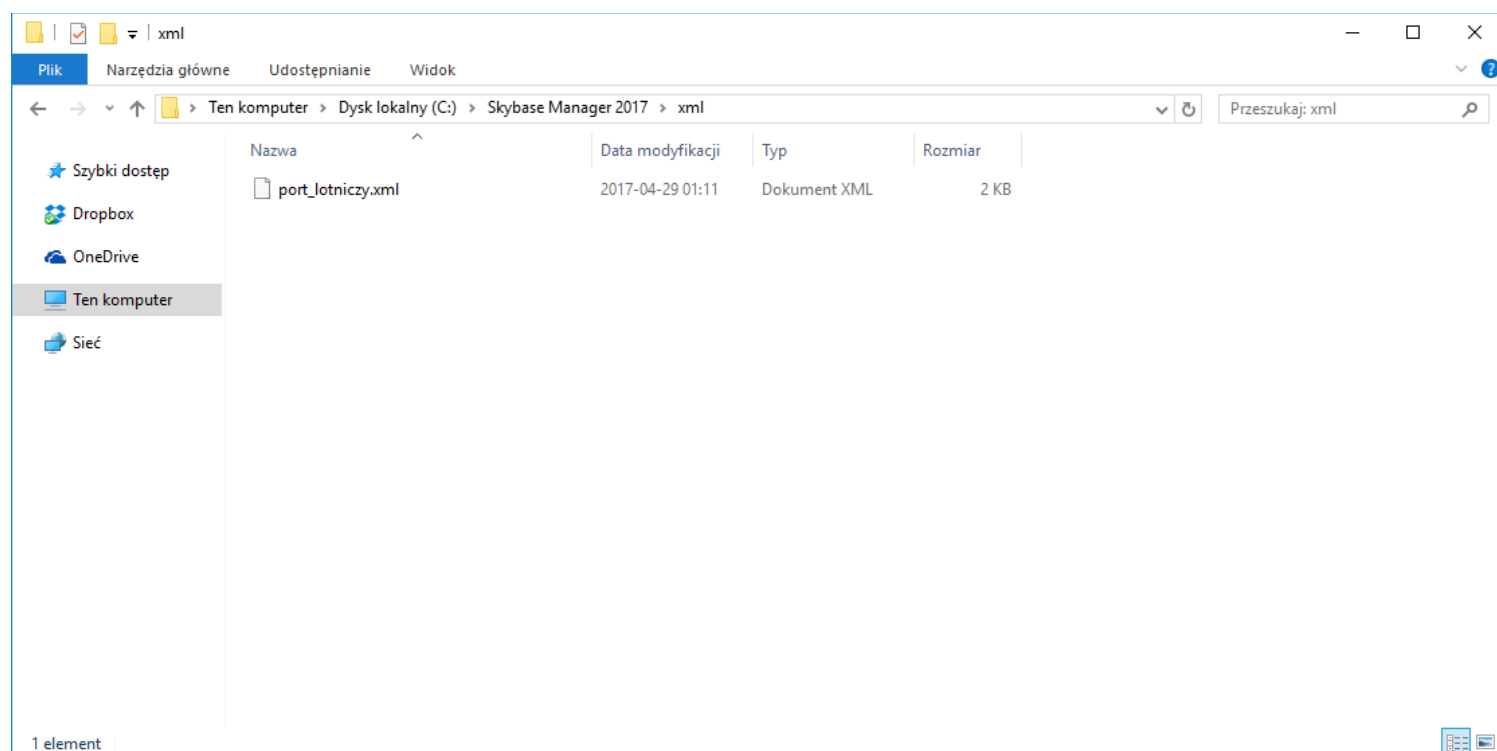 xml
Plik Narzędzia główne Udostępnianie Widok
Ten komputer > Dysk lokalny (C:) > Skybase Manager 2017 > xml Przeszukaj: xml
Nazwa Data modyfikacji Typ Rozmiar
port_lotniczy.xml 2017-04-29 01:11 Dokument XML 2 KB
Szybki dostęp
Dropbox
OneDrive
Ten komputer
Sieć
1 element